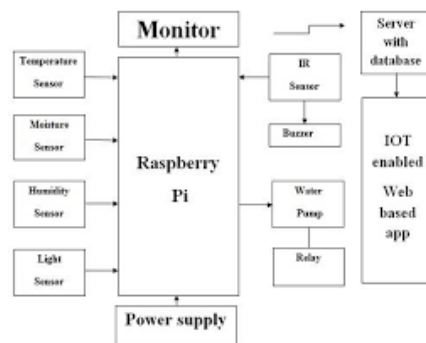 Monitor
Server
with
database
Temperature
Sensor
IR
Sensor
Moisture
Sensor
Buzzer
Raspberry
Pi
IOT
enabled
Web
based
app
Humidity
Sensor
Water
Pump
Light
Sensor
Relay
Power supply